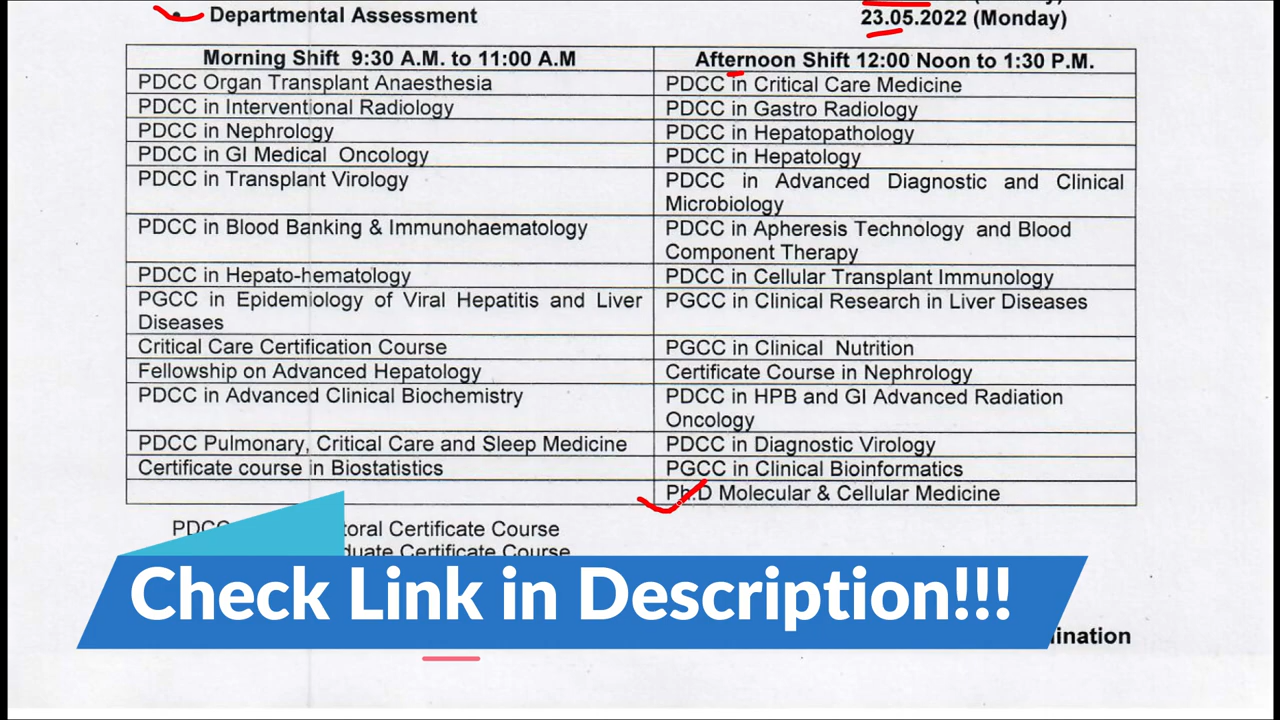 Departmental Assessment 23.05.2022 (Monday)
Morning Shift 9:30 A.M. to 11:00 A.M Afternoon Shift 12:00 Noon to 1:30 P.M.
PDCC Organ Transplant Anaesthesia PDCC in Critical Care Medicine
PDCC in Interventional Radiology PDCC in Gastro Radiology
PDCC in Nephrology PDCC in Hepatopathology
PDCC in GI Medical Oncology PDCC in Hepatology
PDCC in Transplant Virology PDCC in Advanced Diagnostic and Clinical
Microbiology
PDCC in Blood Banking & Immunohaematology PDCC in Apheresis Technology and Blood
Component Therapy
PDCC in Hepato-hematology PDCC in Cellular Transplant Immunology
PGCC in Epidemiology of Viral Hepatitis and Liver PGCC in Clinical Research in Liver Diseases
Diseases
Critical Care Certification Course PGCC in Clinical Nutrition
Fellowship on Advanced Hepatology Certificate Course in Nephrology
PDCC in Advanced Clinical Biochemistry PDCC in HPB and GI Advanced Radiation
Oncology
PDCC Pulmonary, Critical Care and Sleep Medicine PDCC in Diagnostic Virology
Certificate course in Biostatistics PGCC in Clinical Bioinformatics
Ph.D Molecular & Cellular Medicine
Certificate Course
Certificate Course
Check Link in Description!!!